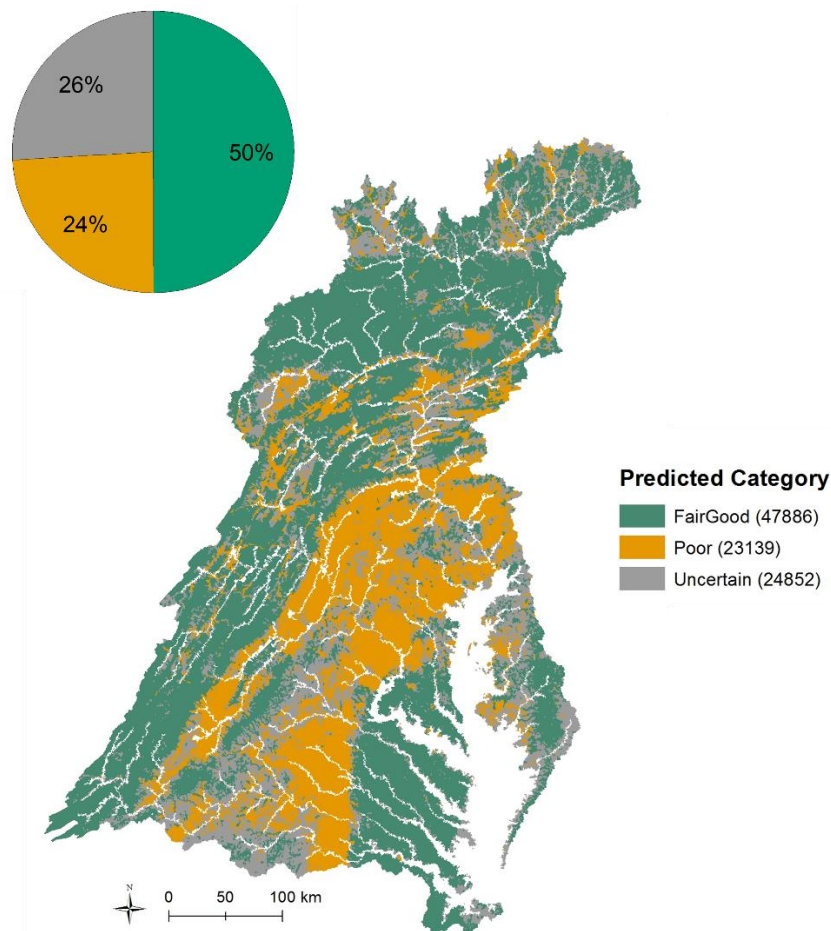 26%
50%
24%
Predicted Category
FairGood (47886)
Poor (23139)
Uncertain (24852)
N
0 50 100 km